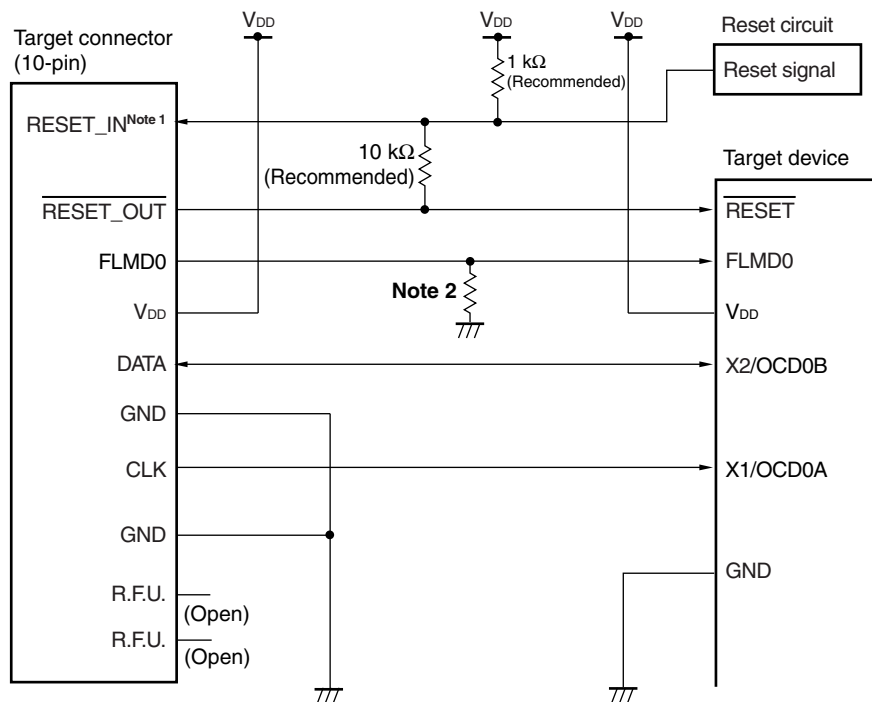 VDD
VDD
VDD
Target connector
(10-pin)
Reset circuit
Reset signal
1 kΩ
(Recommended)
RESET_INNote 1
10 kΩ
(Recommended)
Target device
RESET_OUT
RESET
FLMD0
FLMD0
Note 2
VDD
VDD
DATA
X2/OCD0B
GND
CLK
X1/OCD0A
GND
GND
R.F.U.
(Open)
R.F.U.
(Open)